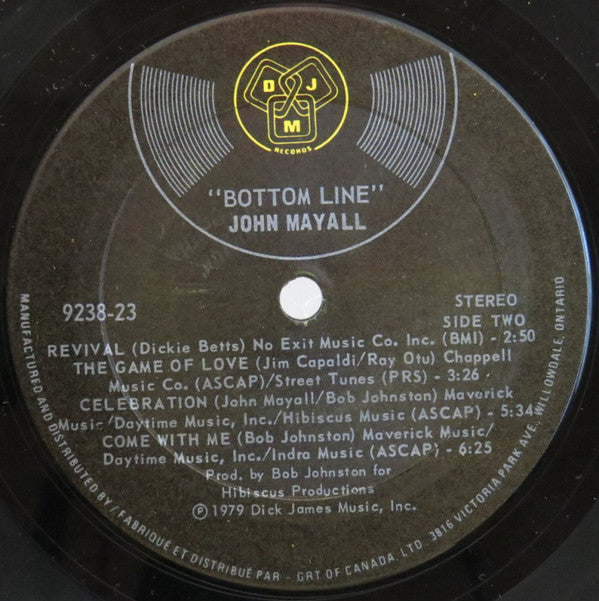 D J
M
RECORDS
"BOTTOM LINE"
JOHN MAYALL
9238-23
STEREO
SIDE TWO
REVIVAL (Dickie Betts) No Exit Music Co. Inc. (BMI) - 2:50
THE GAME OF LOVE (Jim Capaldi/Ray Otu) Chappell
Music Co. (ASCAP)/Street Tunes (PRS) - 3:26
CELEBRATION (John Mayall/Bob Johnston) Maverick
Music/Daytime Music, Inc./Hibiscus Music (ASCAP) - 5:34
COME WITH ME (Bob Johnston) Maverick Music/
Daytime Music, Inc./Indra Music (ASCAP) - 6:25
Prod. by Bob Johnston for
Hibiscus Productions
℗ 1979 Dick James Music, Inc.
MANUFACTURED AND DISTRIBUTED BY / FABRIQUÉ ET DISTRIBUÉ PAR - GRT OF CANADA, LTD. 3816 VICTORIA PARK AVE. WILLOWDALE, ONTARIO